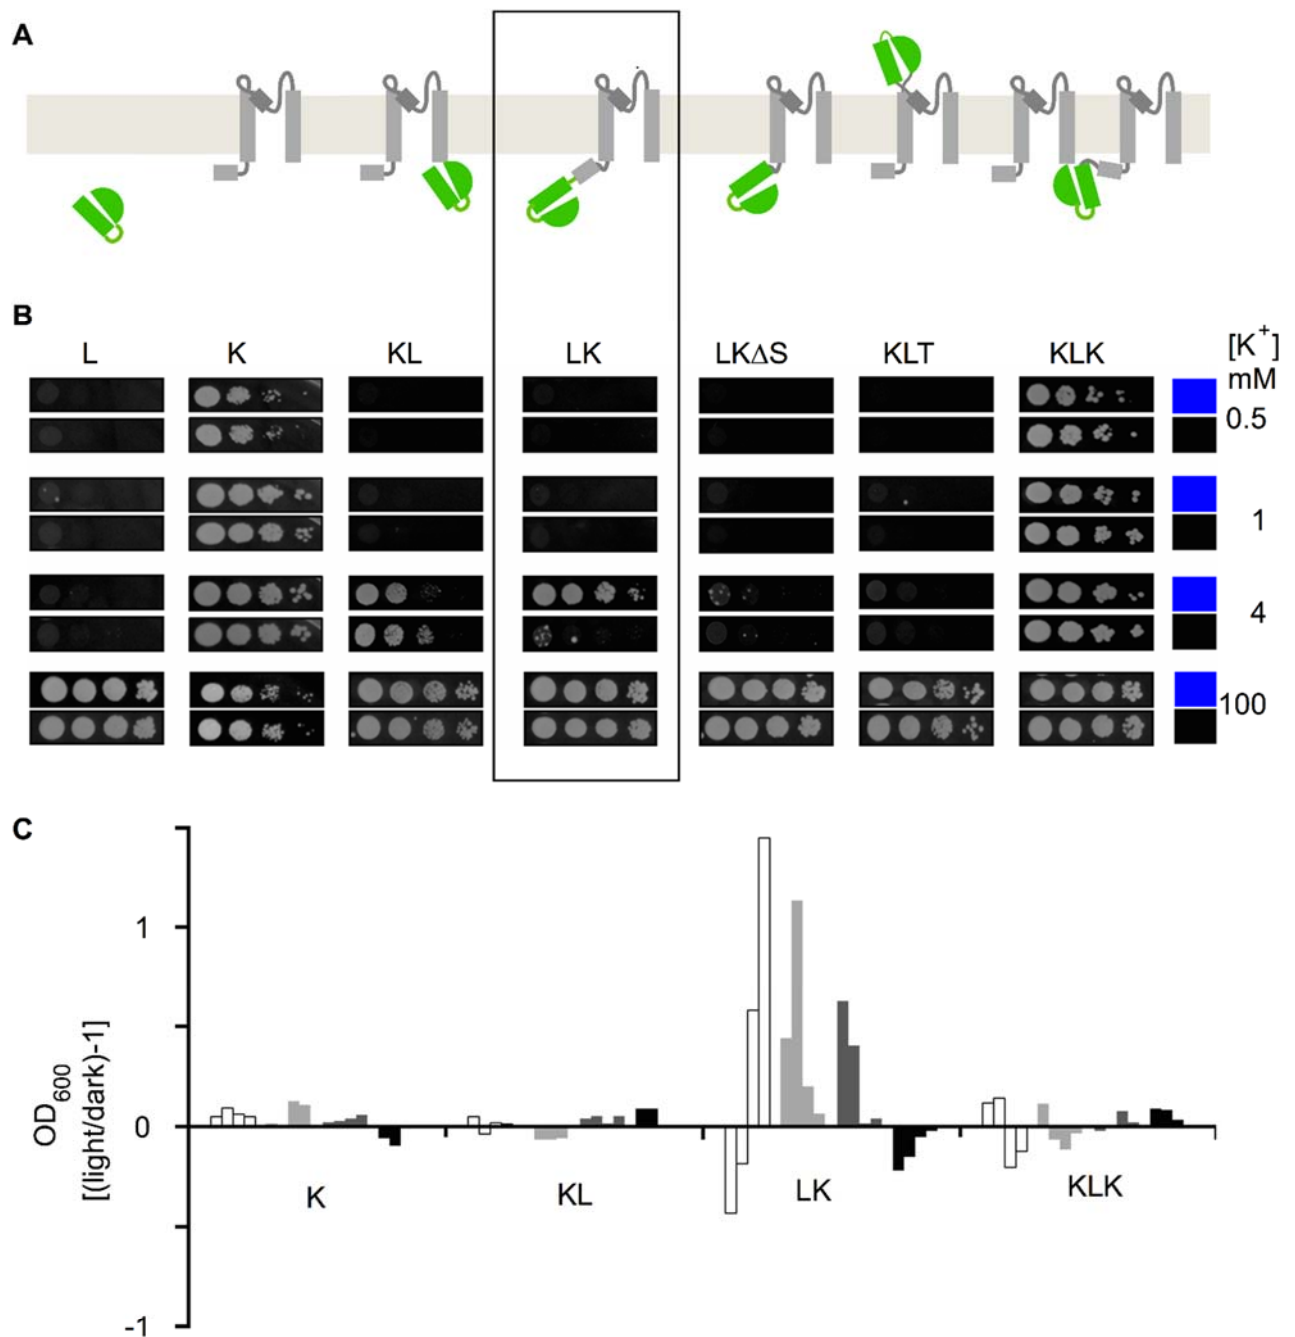 A
B
L K KL LK LKΔS KLT KLK [K+]
mM
0.5
1
4
100
C
1
0
-1
OD600
[(light/dark)-1]
K KL LK KLK